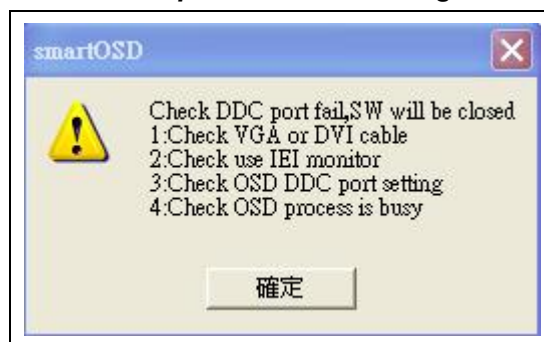 smartOSD
Check DDC port fail,SW will be closed
1:Check VGA or DVI cable
2:Check use IEI monitor
3:Check OSD DDC port setting
4:Check OSD process is busy
確定